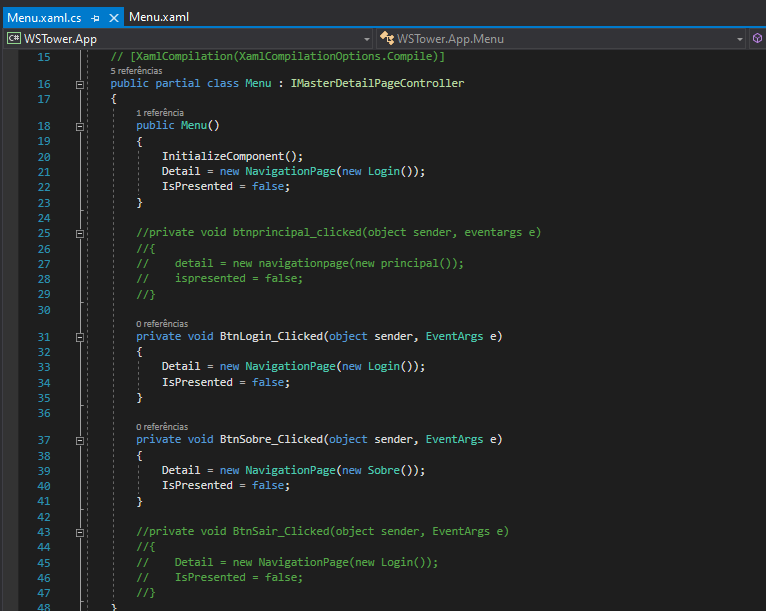 Menu.xaml.cs Menu.xaml
C# WSTower.App WSTower.App.Menu
15 // [XamlCompilation(XamlCompilationOptions.Compile)]
5 referências
16 public partial class Menu : IMasterDetailPageController
17 {
1 referência
18 public Menu()
19 {
20 InitializeComponent();
21 Detail = new NavigationPage(new Login());
22 IsPresented = false;
23 }
24
25 //private void btnprincipal_clicked(object sender, eventargs e)
26 //{
27 // detail = new navigationpage(new principal());
28 // ispresented = false;
29 //}
30
0 referências
31 private void BtnLogin_Clicked(object sender, EventArgs e)
32 {
33 Detail = new NavigationPage(new Login());
34 IsPresented = false;
35 }
36
0 referências
37 private void BtnSobre_Clicked(object sender, EventArgs e)
38 {
39 Detail = new NavigationPage(new Sobre());
40 IsPresented = false;
41 }
42
43 //private void BtnSair_Clicked(object sender, EventArgs e)
44 //{
45 // Detail = new NavigationPage(new Login());
46 // IsPresented = false;
47 //}
48 }